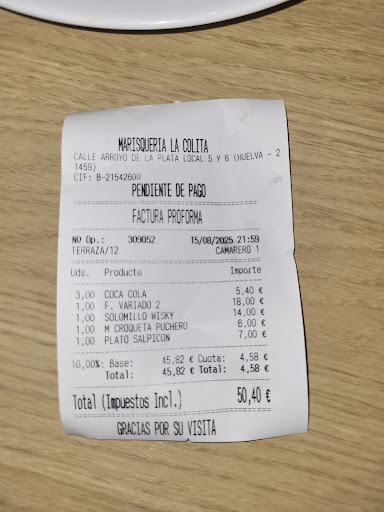 MARISQUERIA LA COLITA
CALLE ARROYO DE LA PLATA LOCAL 5 Y 6 (HUELVA - 2
1459)
CIF: B-21542600
PENDIENTE DE PAGO
FACTURA PROFORMA
Nº Op.: 309052 15/08/2025 21:59
TERRAZA/12 CAMARERO 1
Uds. Producto Importe
3,00 COCA COLA 5,40 €
1,00 F. VARIADO 2 18,00 €
1,00 SOLOMILLO WISKY 14,00 €
1,00 M CROQUETA PUCHERO 6,00 €
1,00 PLATO SALPICON 7,00 €
10,00%: Base: 45,82 € Cuota: 4,58 €
Total: 45,82 € Total: 4,58 €
Total (Impuestos Incl.) 50,40 €
GRACIAS POR SU VISITA